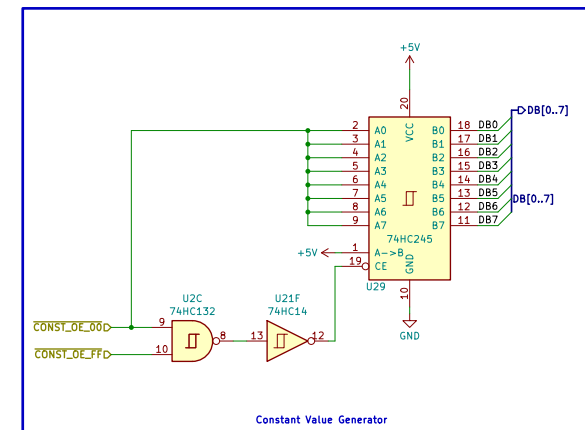 +5V
20
VCC
DB[0..7]
2 A0 B0 18 DB0
3 A1 B1 17 DB1
4 A2 B2 16 DB2
5 A3 B3 15 DB3
6 A4 B4 14 DB4
7 A5 B5 13 DB5
DB[0..7]
8 A6 B6 12 DB6
9 A7 B7 11 DB7
74HC245
+5V 1 A->B
19 CE
GND
U29
10
GND
U2C
74HC132
U21F
74HC14
CONST_OE_00 9
8 13 12
CONST_OE_FF 10
Constant Value Generator